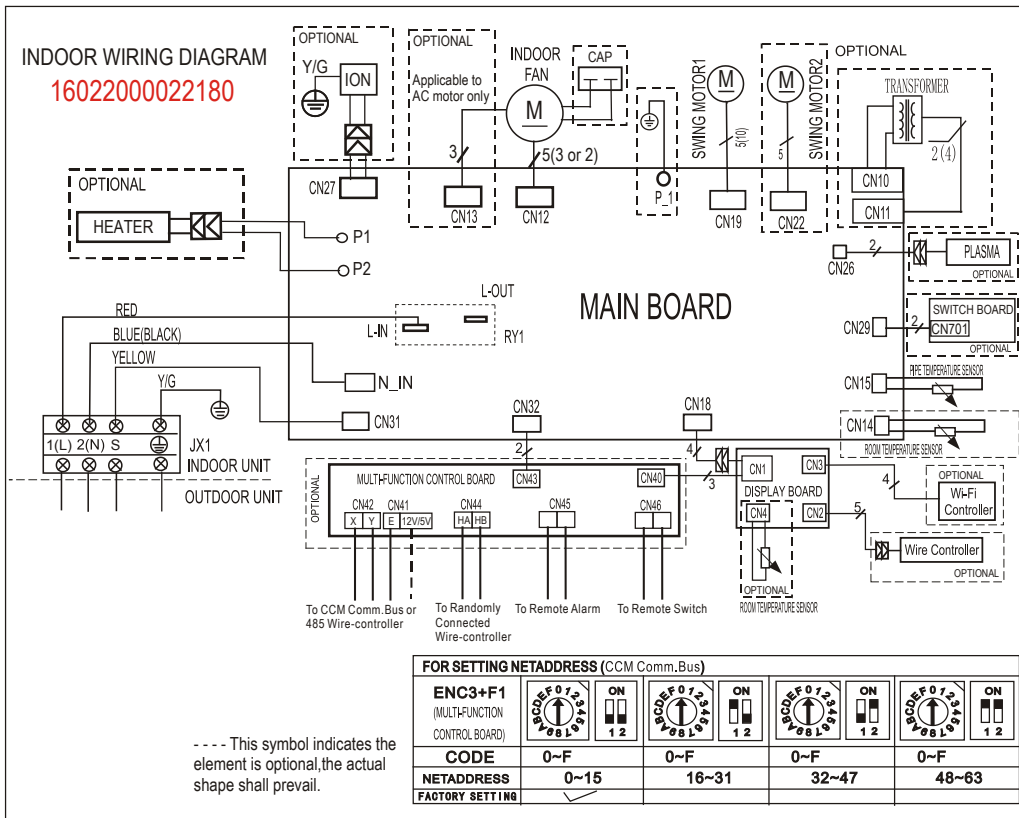 INDOOR WIRING DIAGRAM
16022000022180
OPTIONAL
Y/G
ION
CN27
OPTIONAL
Applicable to
AC motor only
3
CN13
INDOOR
FAN
M
CAP
5(3 or 2)
CN12
P_1
SWING MOTOR1
M
5(10)
CN19
SWING MOTOR2
M
5
CN22
OPTIONAL
TRANSFORMER
2(4)
CN10
CN11
OPTIONAL
HEATER
P1
P2
MAIN BOARD
L-OUT
L-IN
RY1
CN26
2
PLASMA
OPTIONAL
CN29
2
SWITCH BOARD
CN701
OPTIONAL
CN15
PIPE TEMPERATURE SENSOR
CN14
ROOM TEMPERATURE SENSOR
RED
BLUE(BLACK)
YELLOW
Y/G
N_IN
CN31
1(L) 2(N) S
JX1
INDOOR UNIT
OUTDOOR UNIT
CN32
2
CN18
4
OPTIONAL
MULTI-FUNCTION CONTROL BOARD
CN43
CN40
3
CN42 CN41 CN44 CN45 CN46
X Y E 12V/5V HA HB
To CCM Comm.Bus or
485 Wire-controller
To Randomly
Connected
Wire-controller
To Remote Alarm
To Remote Switch
CN1
CN3
DISPLAY BOARD
CN4
CN2
OPTIONAL
ROOM TEMPERATURE SENSOR
4
OPTIONAL
Wi-Fi
Controller
5
Wire Controller
OPTIONAL
FOR SETTING NETADDRESS (CCM Comm.Bus)
ENC3+F1
(MULTI-FUNCTION
CONTROL BOARD)
0123456789ABCDEF ON 1 2
0123456789ABCDEF ON 1 2
0123456789ABCDEF ON 1 2
0123456789ABCDEF ON 1 2
CODE 0~F 0~F 0~F 0~F
NETADDRESS 0~15 16~31 32~47 48~63
FACTORY SETTING
- - - - This symbol indicates the
element is optional,the actual
shape shall prevail.